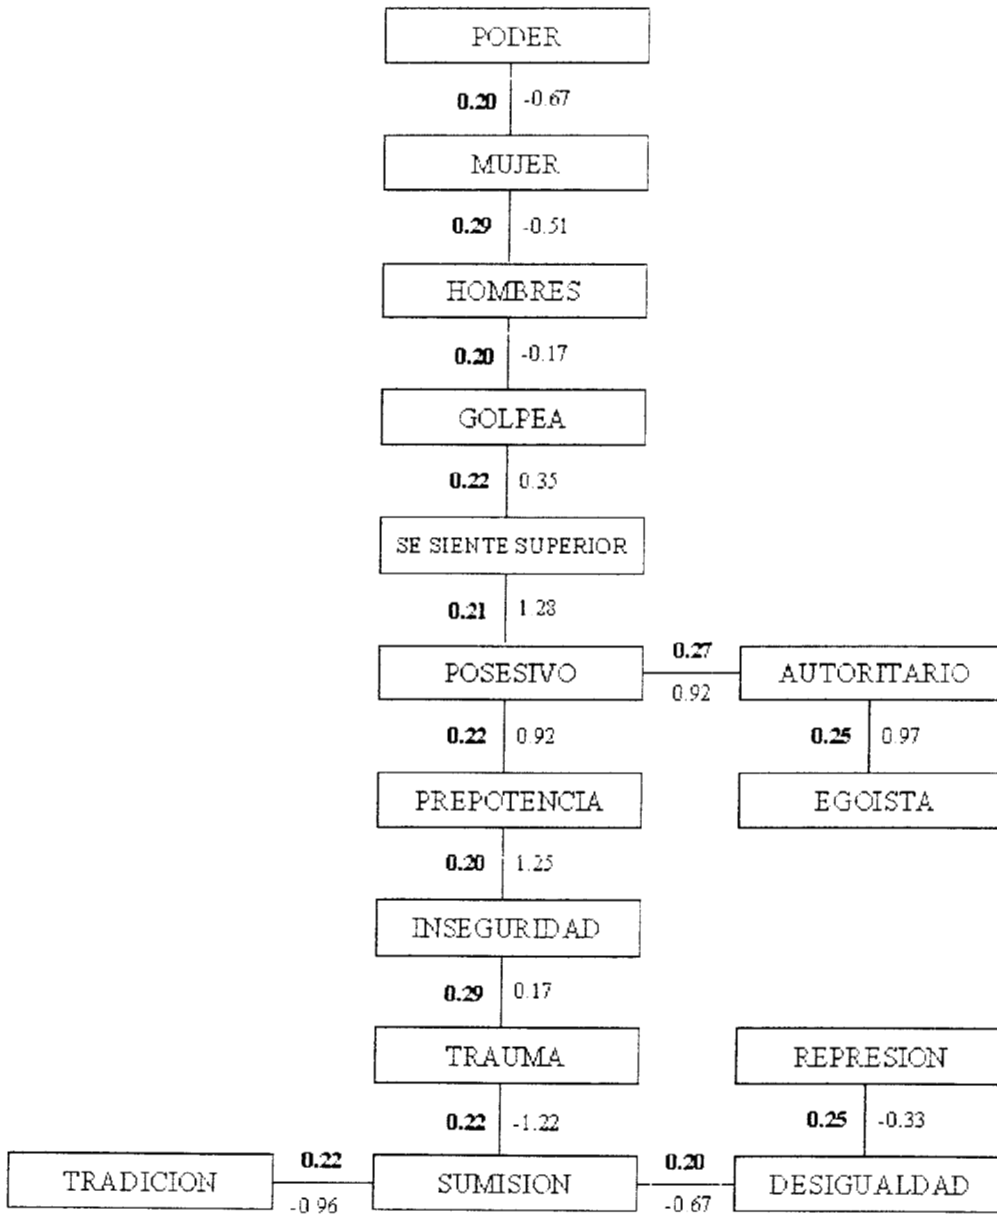 PODER
0.20 -0.67
MUJER
0.29 -0.51
HOMBRES
0.20 -0.17
GOLPEA
0.22 0.35
SE SIENTE SUPERIOR
0.21 1.28
0.27
POSESIVO AUTORITARIO
0.92
0.22 0.92 0.25 0.97
PREPOTENCIA EGOISTA
0.20 1.25
INSEGURIDAD
0.29 0.17
TRAUMA REPRESION
0.22 -1.22 0.25 -0.33
0.22 0.20
TRADICION SUMISION DESIGUALDAD
-0.96 -0.67